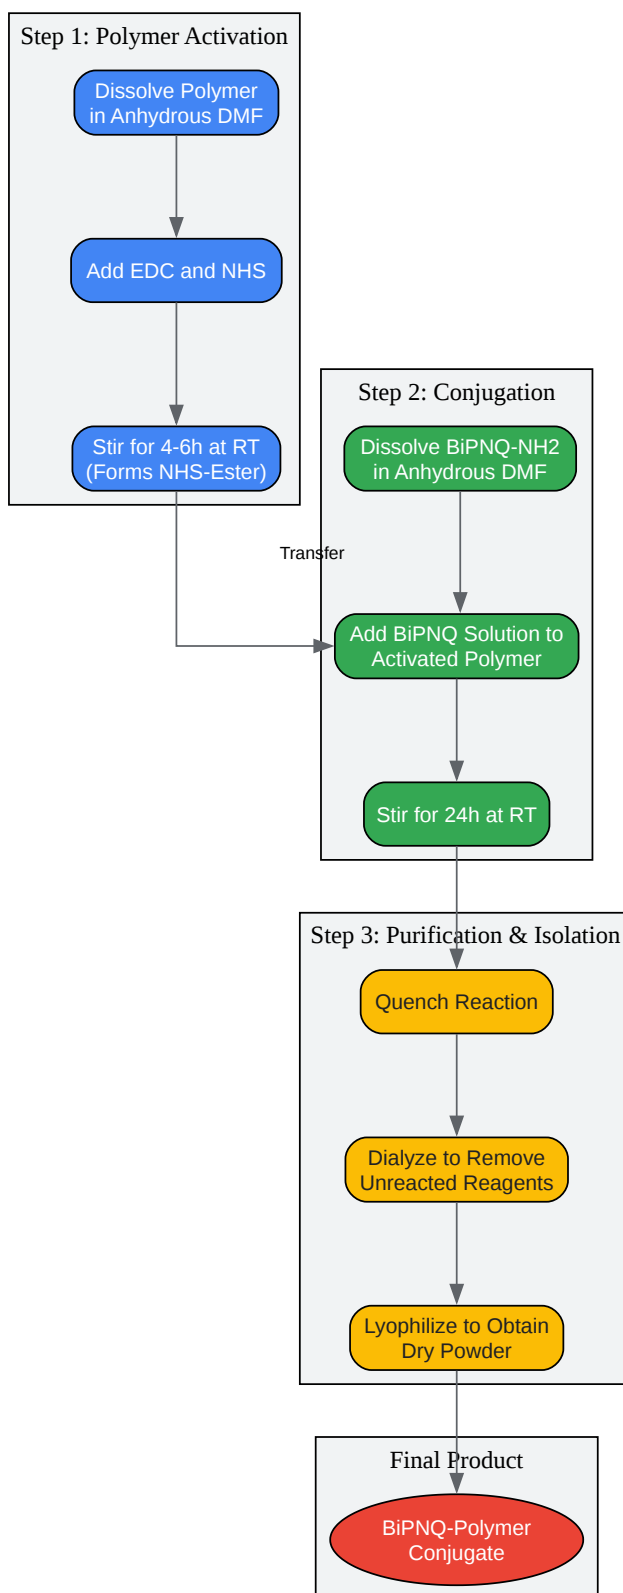 Step 1: Polymer Activation
Dissolve Polymer
in Anhydrous DMF
Add EDC and NHS
Stir for 4-6h at RT
(Forms NHS-Ester)
Transfer
Step 2: Conjugation
Dissolve BiPNQ-NH2
in Anhydrous DMF
Add BiPNQ Solution to
Activated Polymer
Stir for 24h at RT
Step 3: Purification & Isolation
Quench Reaction
Dialyze to Remove
Unreacted Reagents
Lyophilize to Obtain
Dry Powder
Final Product
BiPNQ-Polymer
Conjugate